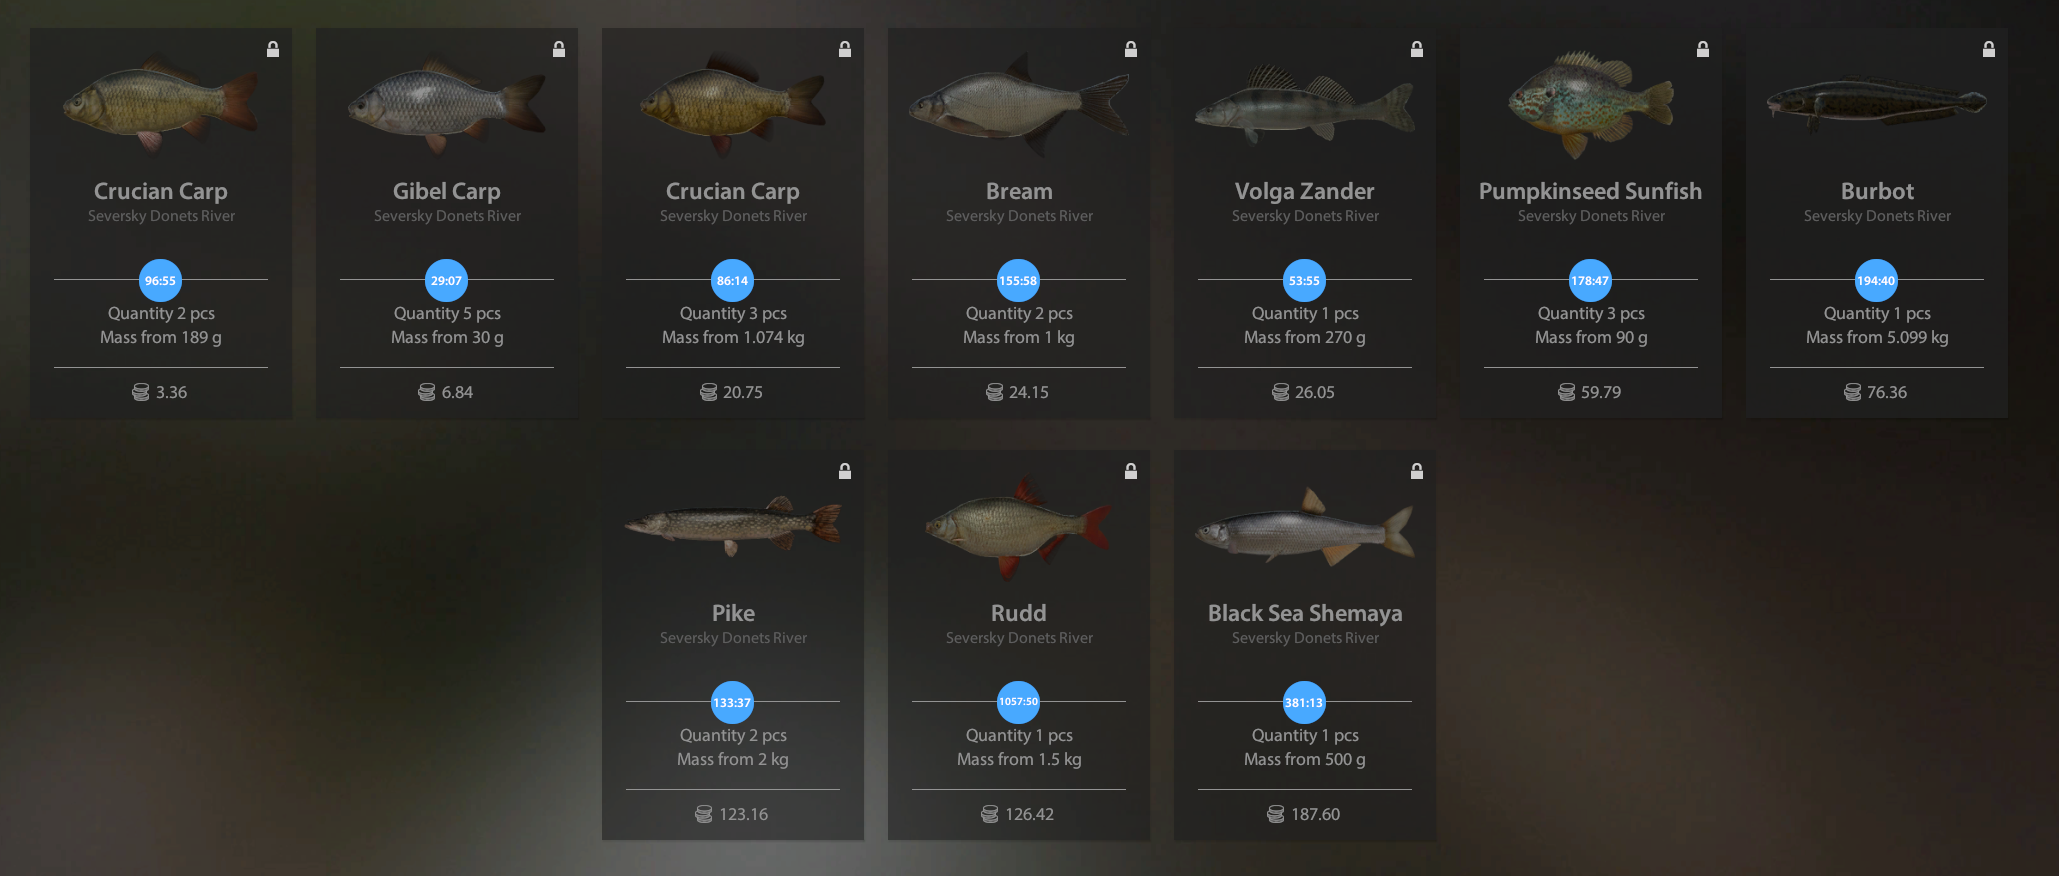 Crucian Carp
Seversky Donets River
96:55
Quantity 2 pcs
Mass from 189 g
3.36
Gibel Carp
Seversky Donets River
29:07
Quantity 5 pcs
Mass from 30 g
6.84
Crucian Carp
Seversky Donets River
86:14
Quantity 3 pcs
Mass from 1.074 kg
20.75
Bream
Seversky Donets River
155:58
Quantity 2 pcs
Mass from 1 kg
24.15
Volga Zander
Seversky Donets River
53:55
Quantity 1 pcs
Mass from 270 g
26.05
Pumpkinseed Sunfish
Seversky Donets River
178:47
Quantity 3 pcs
Mass from 90 g
59.79
Burbot
Seversky Donets River
194:40
Quantity 1 pcs
Mass from 5.099 kg
76.36
Pike
Seversky Donets River
133:37
Quantity 2 pcs
Mass from 2 kg
123.16
Rudd
Seversky Donets River
1057:50
Quantity 1 pcs
Mass from 1.5 kg
126.42
Black Sea Shemaya
Seversky Donets River
381:13
Quantity 1 pcs
Mass from 500 g
187.60